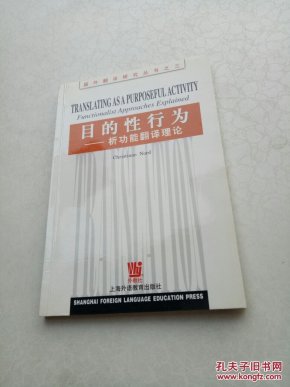 国外翻译研究丛书之三
TRANSLATING AS A PURPOSEFUL ACTIVITY
Functionalist Approaches Explained
目的性行为
——析功能翻译理论
Christiane Nord
外教社
上海外语教育出版社
SHANGHAI FOREIGN LANGUAGE EDUCATION PRESS
孔夫子旧书网